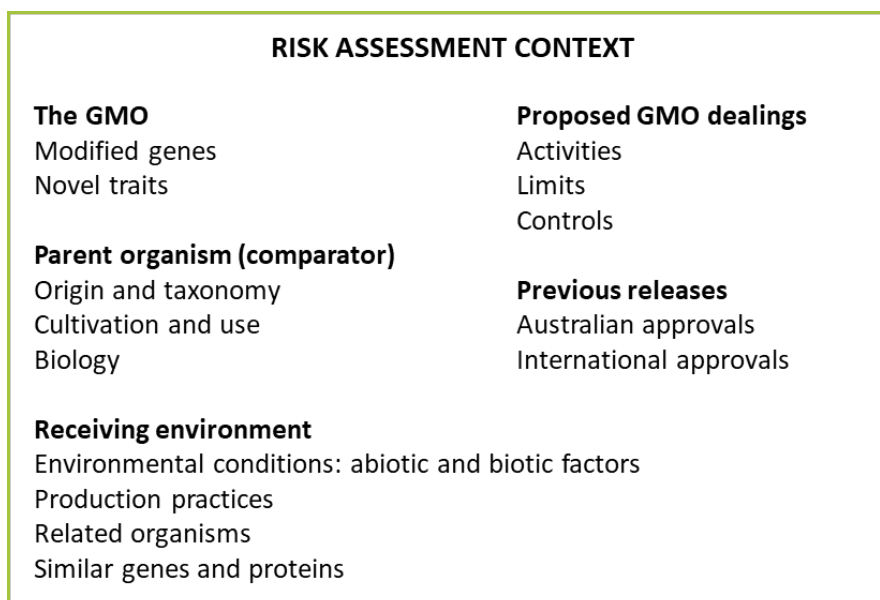 RISK ASSESSMENT CONTEXT
The GMO
Modified genes
Novel traits
Parent organism (comparator)
Origin and taxonomy
Cultivation and use
Biology
Proposed GMO dealings
Activities
Limits
Controls
Previous releases
Australian approvals
International approvals
Receiving environment
Environmental conditions: abiotic and biotic factors
Production practices
Related organisms
Similar genes and proteins